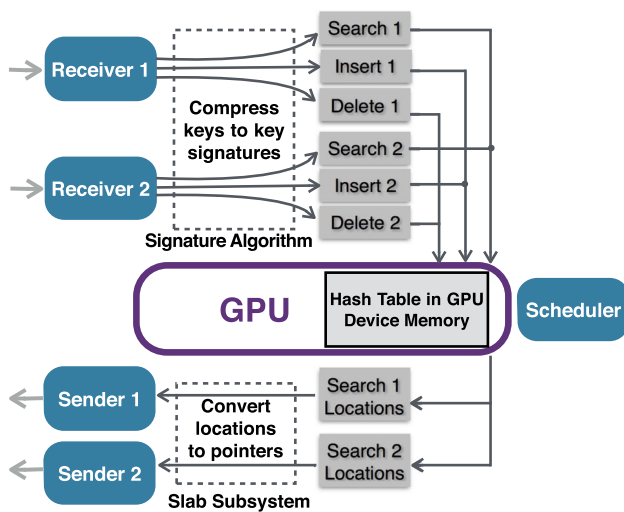 Search 1
Receiver 1
Insert 1
Delete 1
Compress
keys to key
signatures
Search 2
Receiver 2
Insert 2
Delete 2
Signature Algorithm
GPU
Hash Table in GPU
Device Memory
Scheduler
Sender 1
Search 1
Locations
Convert
locations
to pointers
Sender 2
Search 2
Locations
Slab Subsystem